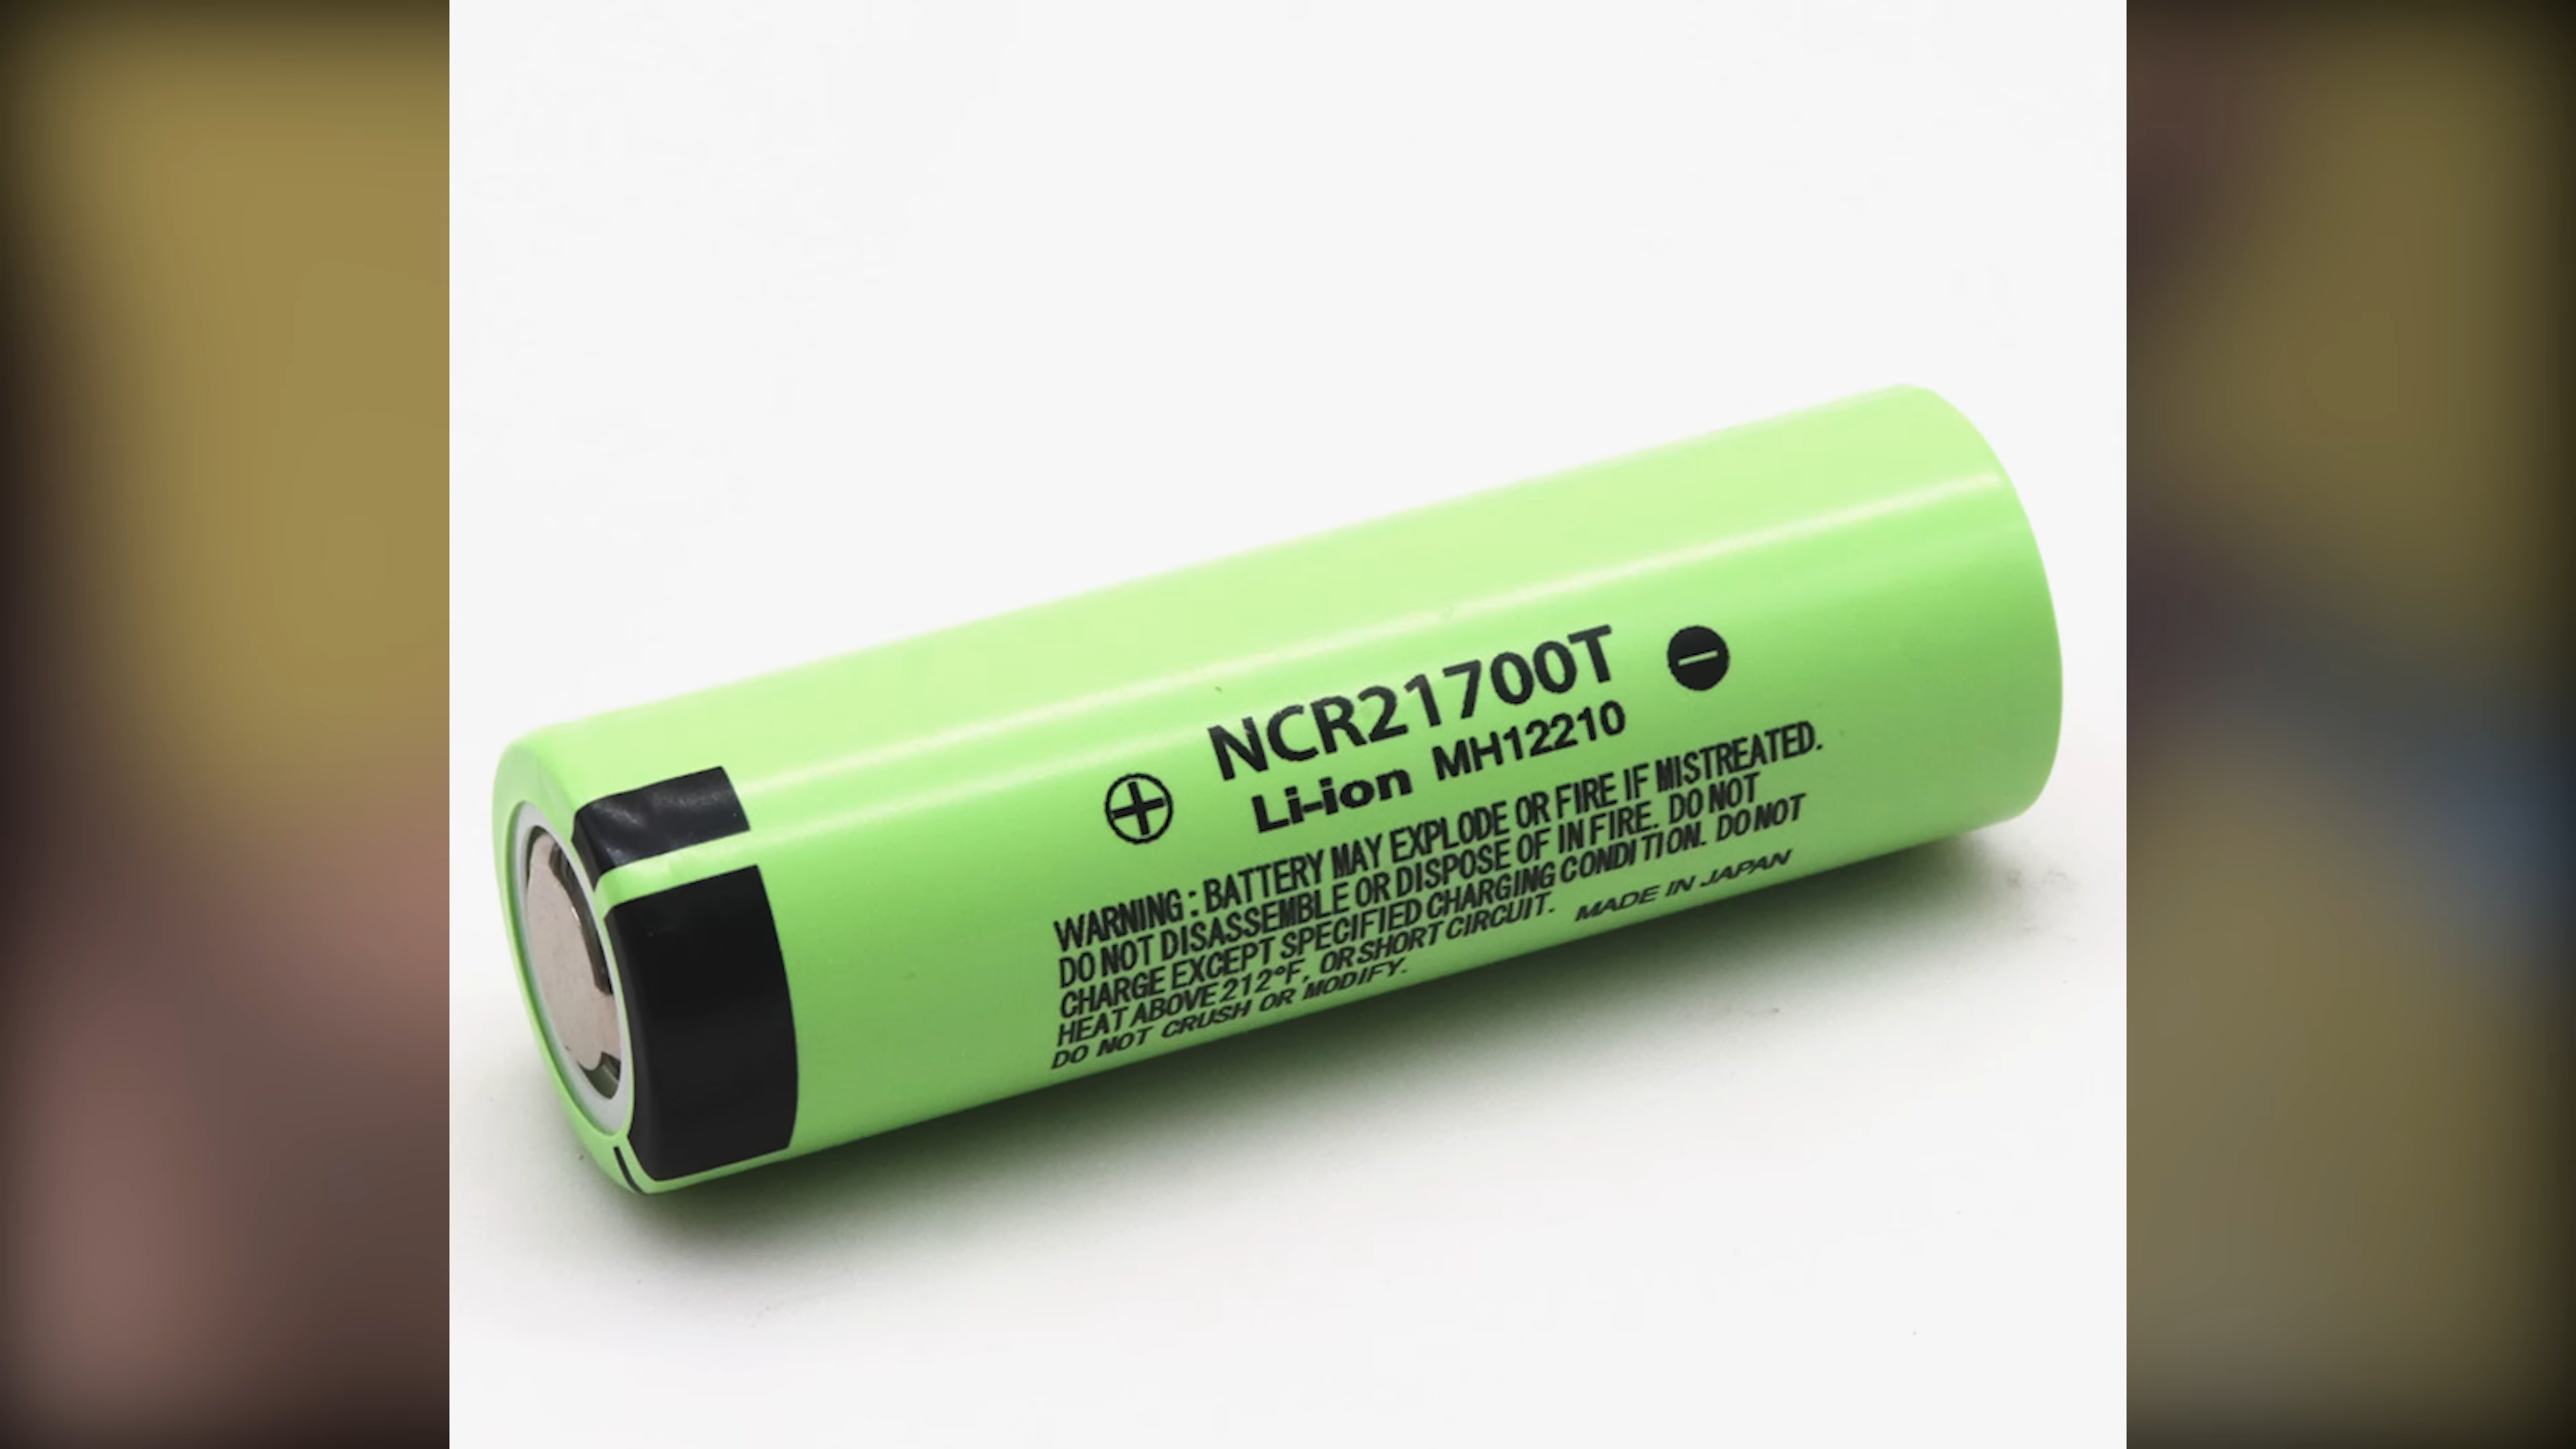 NCR21700T
Li-ion MH12210
WARNING : BATTERY MAY EXPLODE OR FIRE IF MISTREATED.
DO NOT DISASSEMBLE OR DISPOSE OF IN FIRE. DO NOT
CHARGE EXCEPT SPECIFIED CHARGING CONDITION. DO NOT
HEAT ABOVE 212°F, OR SHORT CIRCUIT. MADE IN JAPAN
DO NOT CRUSH OR MODIFY.